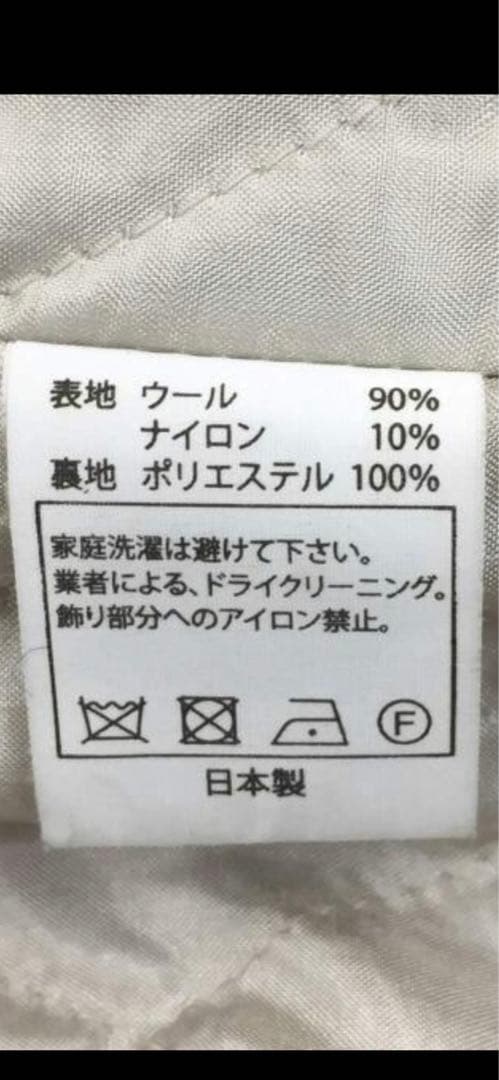 表地 ウール 90%
ナイロン 10%
裏地 ポリエステル 100%
家庭洗濯は避けて下さい。
業者による、ドライクリーニング。
飾り部分へのアイロン禁止。
F
日本製